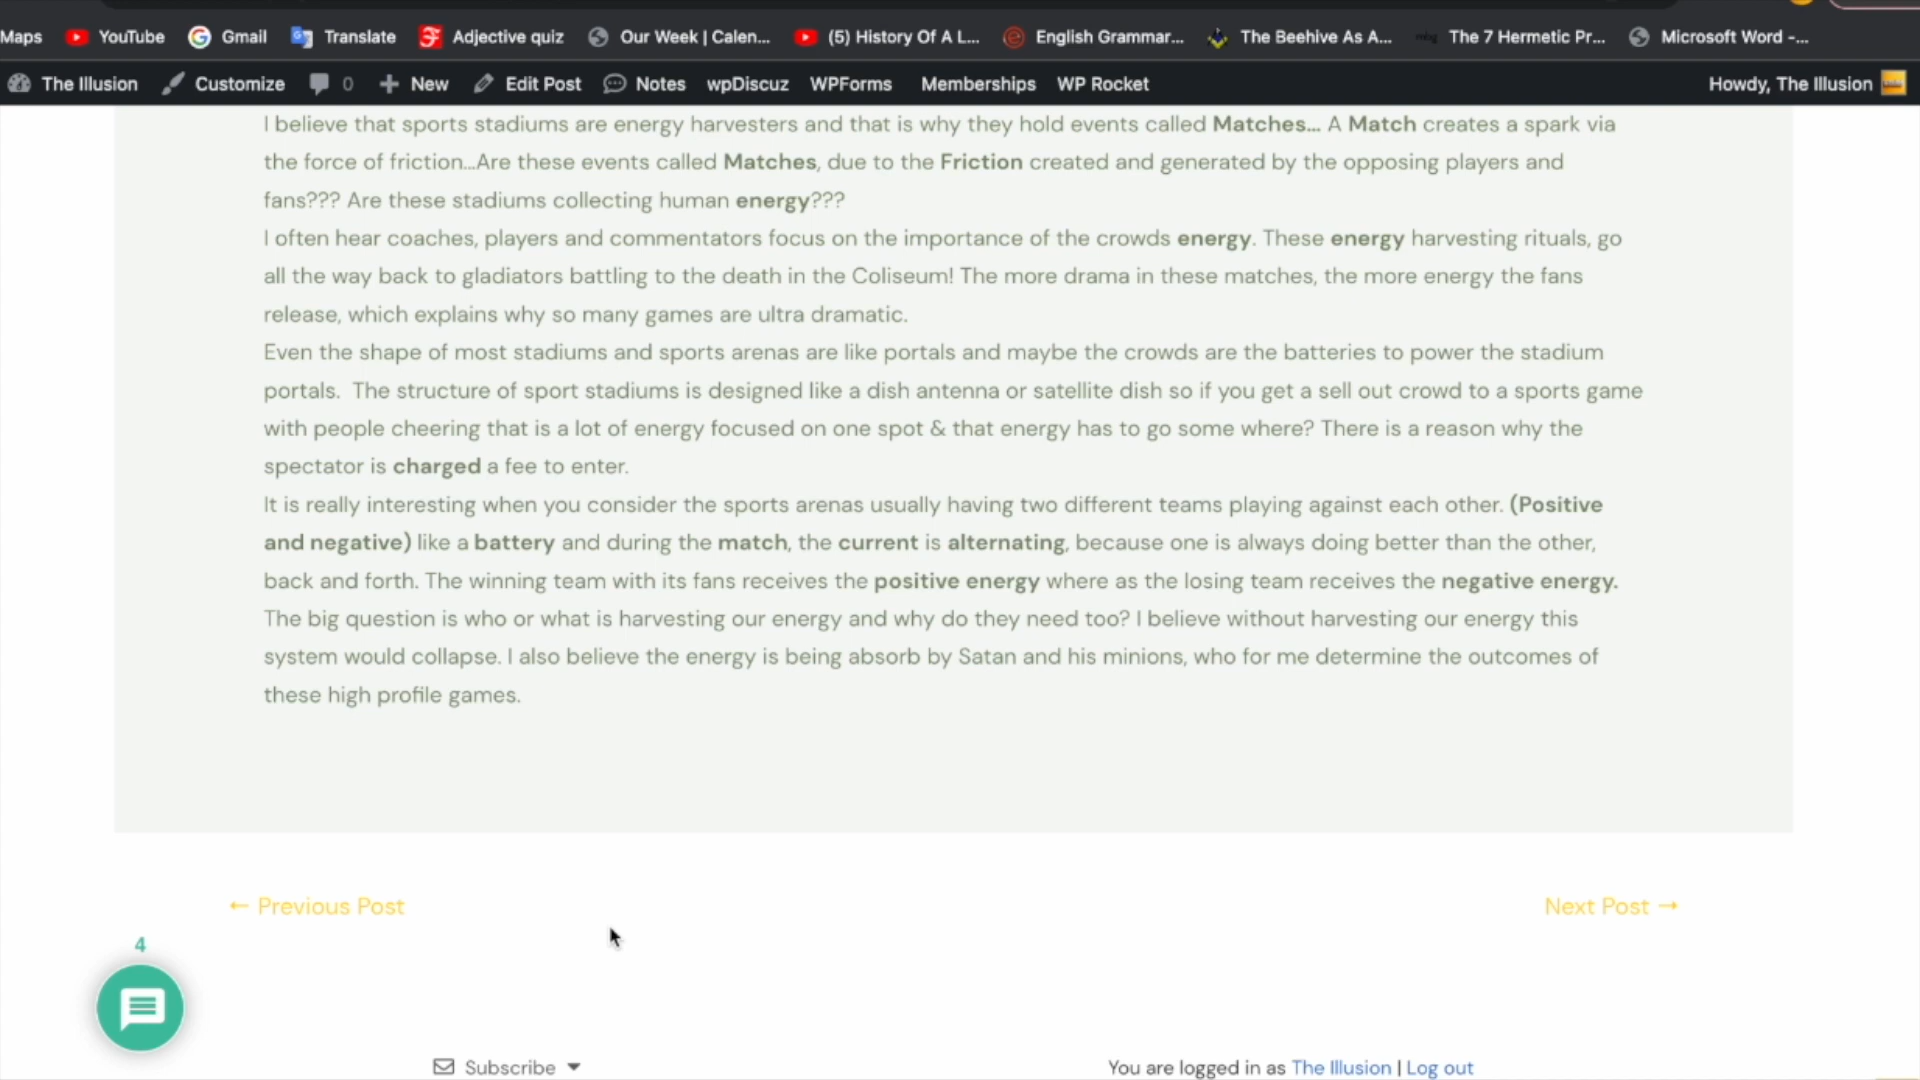 Maps YouTube Gmail Translate Adjective quiz Our Week | Calen... (5) History Of A L... English Grammar... The Beehive As A... The 7 Hermetic Pr... Microsoft Word -...
The Illusion Customize 0 New Edit Post Notes wpDiscuz WPForms Memberships WP Rocket Howdy, The Illusion
I believe that sports stadiums are energy harvesters and that is why they hold events called Matches... A Match creates a spark via
the force of friction...Are these events called Matches, due to the Friction created and generated by the opposing players and
fans??? Are these stadiums collecting human energy???
I often hear coaches, players and commentators focus on the importance of the crowds energy. These energy harvesting rituals, go
all the way back to gladiators battling to the death in the Coliseum! The more drama in these matches, the more energy the fans
release, which explains why so many games are ultra dramatic.
Even the shape of most stadiums and sports arenas are like portals and maybe the crowds are the batteries to power the stadium
portals. The structure of sport stadiums is designed like a dish antenna or satellite dish so if you get a sell out crowd to a sports game
with people cheering that is a lot of energy focused on one spot & that energy has to go some where? There is a reason why the
spectator is charged a fee to enter.
It is really interesting when you consider the sports arenas usually having two different teams playing against each other. (Positive
and negative) like a battery and during the match, the current is alternating, because one is always doing better than the other,
back and forth. The winning team with its fans receives the positive energy where as the losing team receives the negative energy.
The big question is who or what is harvesting our energy and why do they need too? I believe without harvesting our energy this
system would collapse. I also believe the energy is being absorb by Satan and his minions, who for me determine the outcomes of
these high profile games.
← Previous Post Next Post →
4
Subscribe You are logged in as The Illusion | Log out